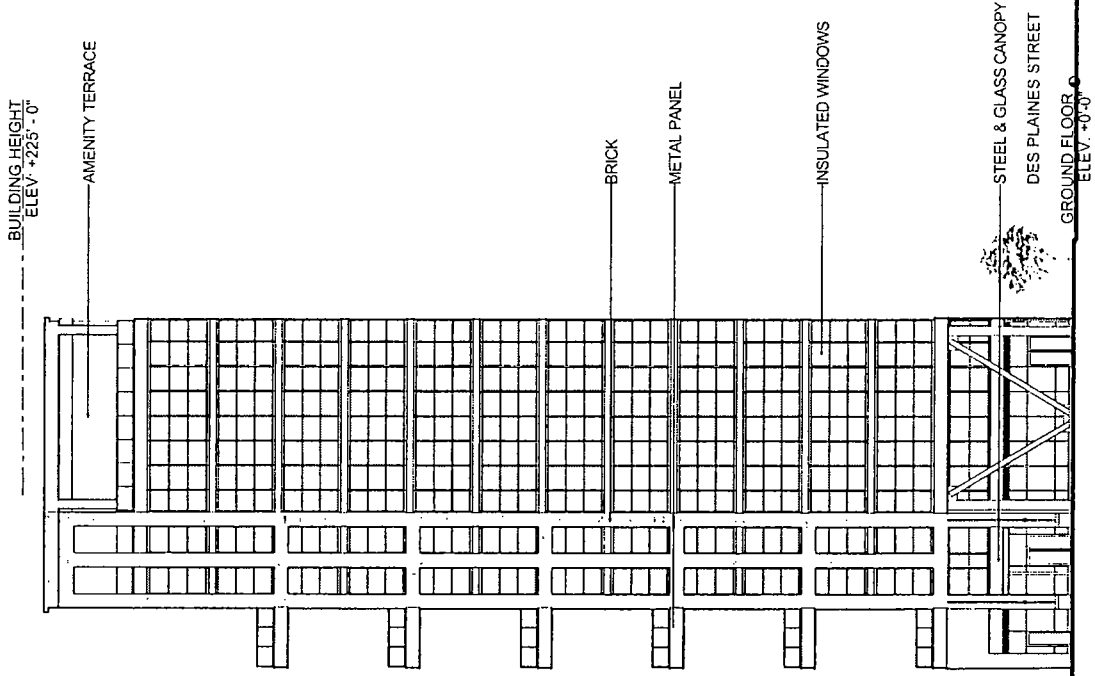 BUILDING HEIGHT
ELEV. +225' - 0"
AMENITY TERRACE
BRICK
METAL PANEL
INSULATED WINDOWS
STEEL & GLASS CANOPY
DES PLAINES STREET
GROUND FLOOR
ELEV. +0'-0"